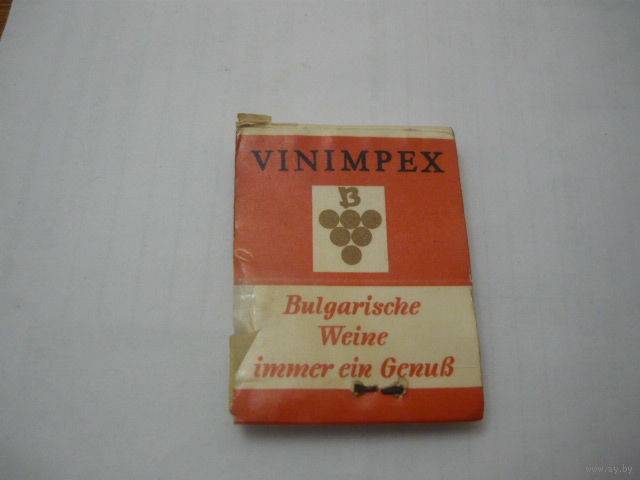 VINIMPEX
B
Bulgarische
Weine
immer ein Genuß
www.ay.by